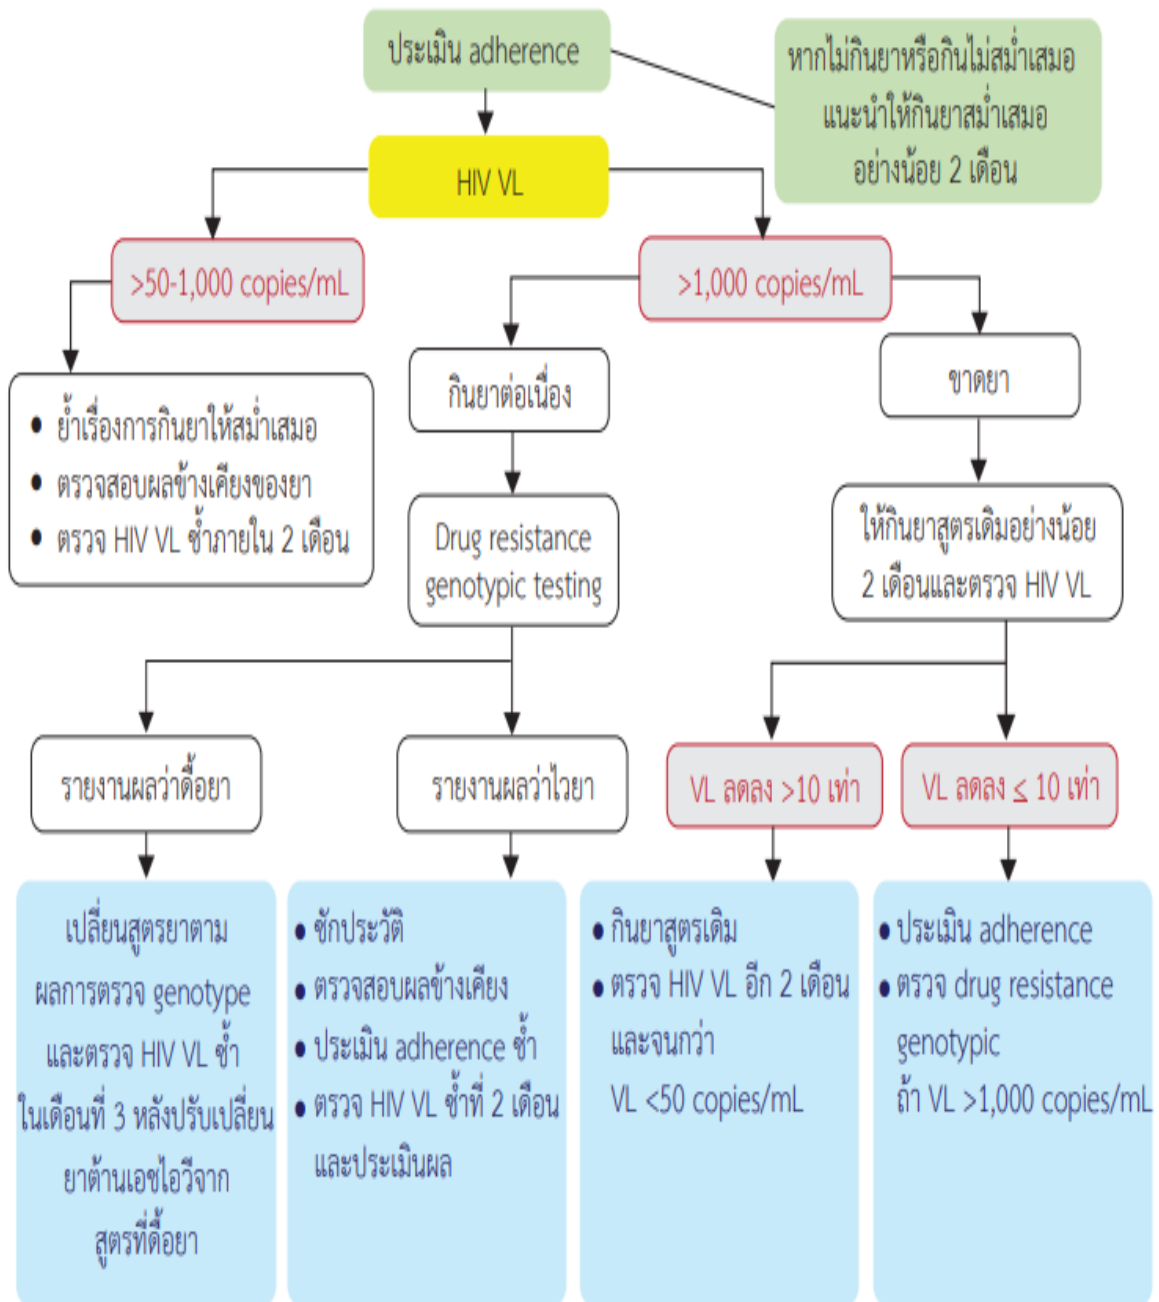 ประเมิน adherence
หากไม่กินยาหรือกินไม่สม่ำเสมอ
แนะนำให้กินยาสม่ำเสมอ
อย่างน้อย 2 เดือน
HIV VL
>50-1,000 copies/mL
>1,000 copies/mL
• ย้ำเรื่องการกินยาให้สม่ำเสมอ
• ตรวจสอบผลข้างเคียงของยา
• ตรวจ HIV VL ซ้ำภายใน 2 เดือน
กินยาต่อเนื่อง
ขาดยา
Drug resistance
genotypic testing
ให้กินยาสูตรเดิมอย่างน้อย
2 เดือนและตรวจ HIV VL
รายงานผลว่าดื้อยา
รายงานผลว่าไวยา
VL ลดลง >10 เท่า
VL ลดลง ≤ 10 เท่า
เปลี่ยนสูตรยาตาม
ผลการตรวจ genotype
และตรวจ HIV VL ซ้ำ
ในเดือนที่ 3 หลังปรับเปลี่ยน
ยาต้านเอชไอวีจาก
สูตรที่ดื้อยา
• ซักประวัติ
• ตรวจสอบผลข้างเคียง
• ประเมิน adherence ซ้ำ
• ตรวจ HIV VL ซ้ำที่ 2 เดือน
และประเมินผล
• กินยาสูตรเดิม
• ตรวจ HIV VL อีก 2 เดือน
และจนกว่า
VL <50 copies/mL
• ประเมิน adherence
• ตรวจ drug resistance
genotypic
ถ้า VL >1,000 copies/mL